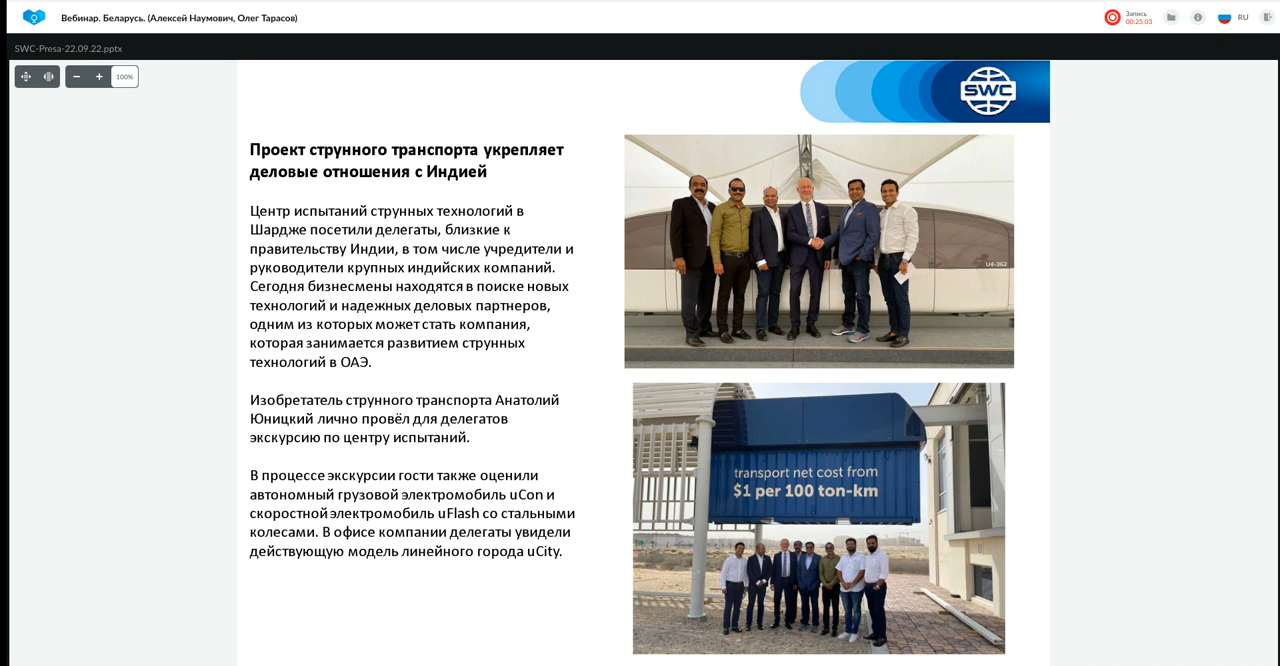 Вебинар. Беларусь. (Алексей Наумович, Олег Тарасов)
Запись
00:25:03
RU
SWC-Presa-22.09.22.pptx
100%
SWC
Проект струнного транспорта укрепляет
деловые отношения с Индией
Центр испытаний струнных технологий в
Шардже посетили делегаты, близкие к
правительству Индии, в том числе учредители и
руководители крупных индийских компаний.
Сегодня бизнесмены находятся в поиске новых
технологий и надежных деловых партнеров,
одним из которых может стать компания,
которая занимается развитием струнных
технологий в ОАЭ.
Изобретатель струнного транспорта Анатолий
Юницкий лично провёл для делегатов
экскурсию по центру испытаний.
В процессе экскурсии гости также оценили
автономный грузовой электромобиль uCon и
скоростной электромобиль uFlash со стальными
колесами. В офисе компании делегаты увидели
действующую модель линейного города uCity.
U4-362
transport net cost from
$1 per 100 ton-km